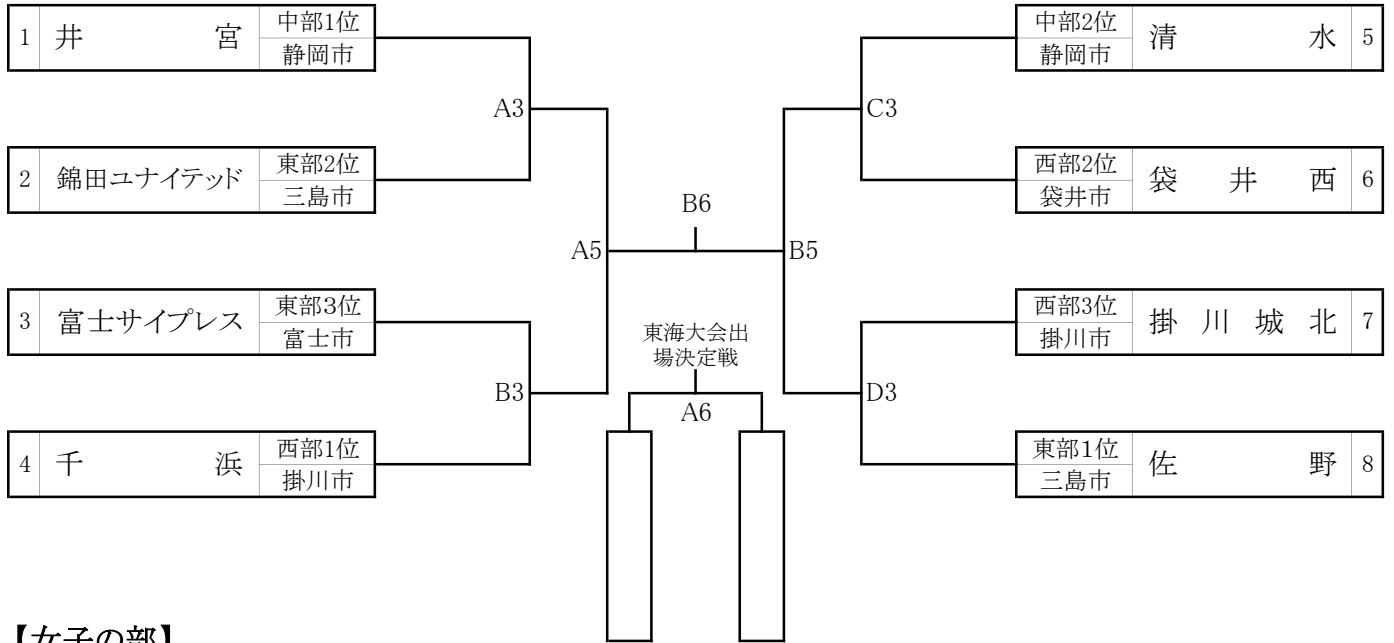 1 井宮 中部1位
静岡市
A3
2 錦田ユナイテッド 東部2位
三島市
A5
3 富士サイプレス 東部3位
富士市
B3
4 千浜 西部1位
掛川市
B6
東海大会出
場決定戦
A6
中部2位 清水 5
静岡市
C3
西部2位 袋井西 6
袋井市
B5
西部3位 掛川城北 7
掛川市
D3
東部1位 佐野 8
三島市
【女子の部】